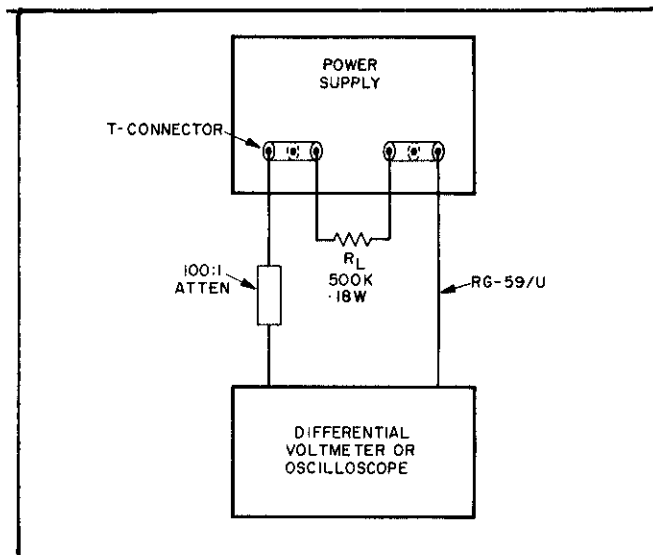 POWER
SUPPLY
T-CONNECTOR
RL
500K
.18W
100:1
ATTEN
RG-59/U
DIFFERENTIAL
VOLTMETER OR
OSCILLOSCOPE